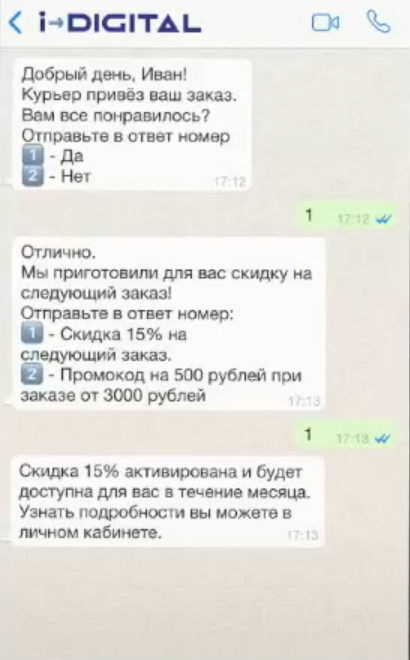 i-DIGITAL
Добрый день, Иван!
Курьер привёз ваш заказ.
Вам все понравилось?
Отправьте в ответ номер
1 - Да
2 - Нет
17:12
1 17:12
Отлично.
Мы приготовили для вас скидку на
следующий заказ!
Отправьте в ответ номер:
1 - Скидка 15% на
следующий заказ.
2 - Промокод на 500 рублей при
заказе от 3000 рублей
17:13
1 17:13
Скидка 15% активирована и будет
доступна для вас в течение месяца.
Узнать подробности вы можете в
личном кабинете.
17:13